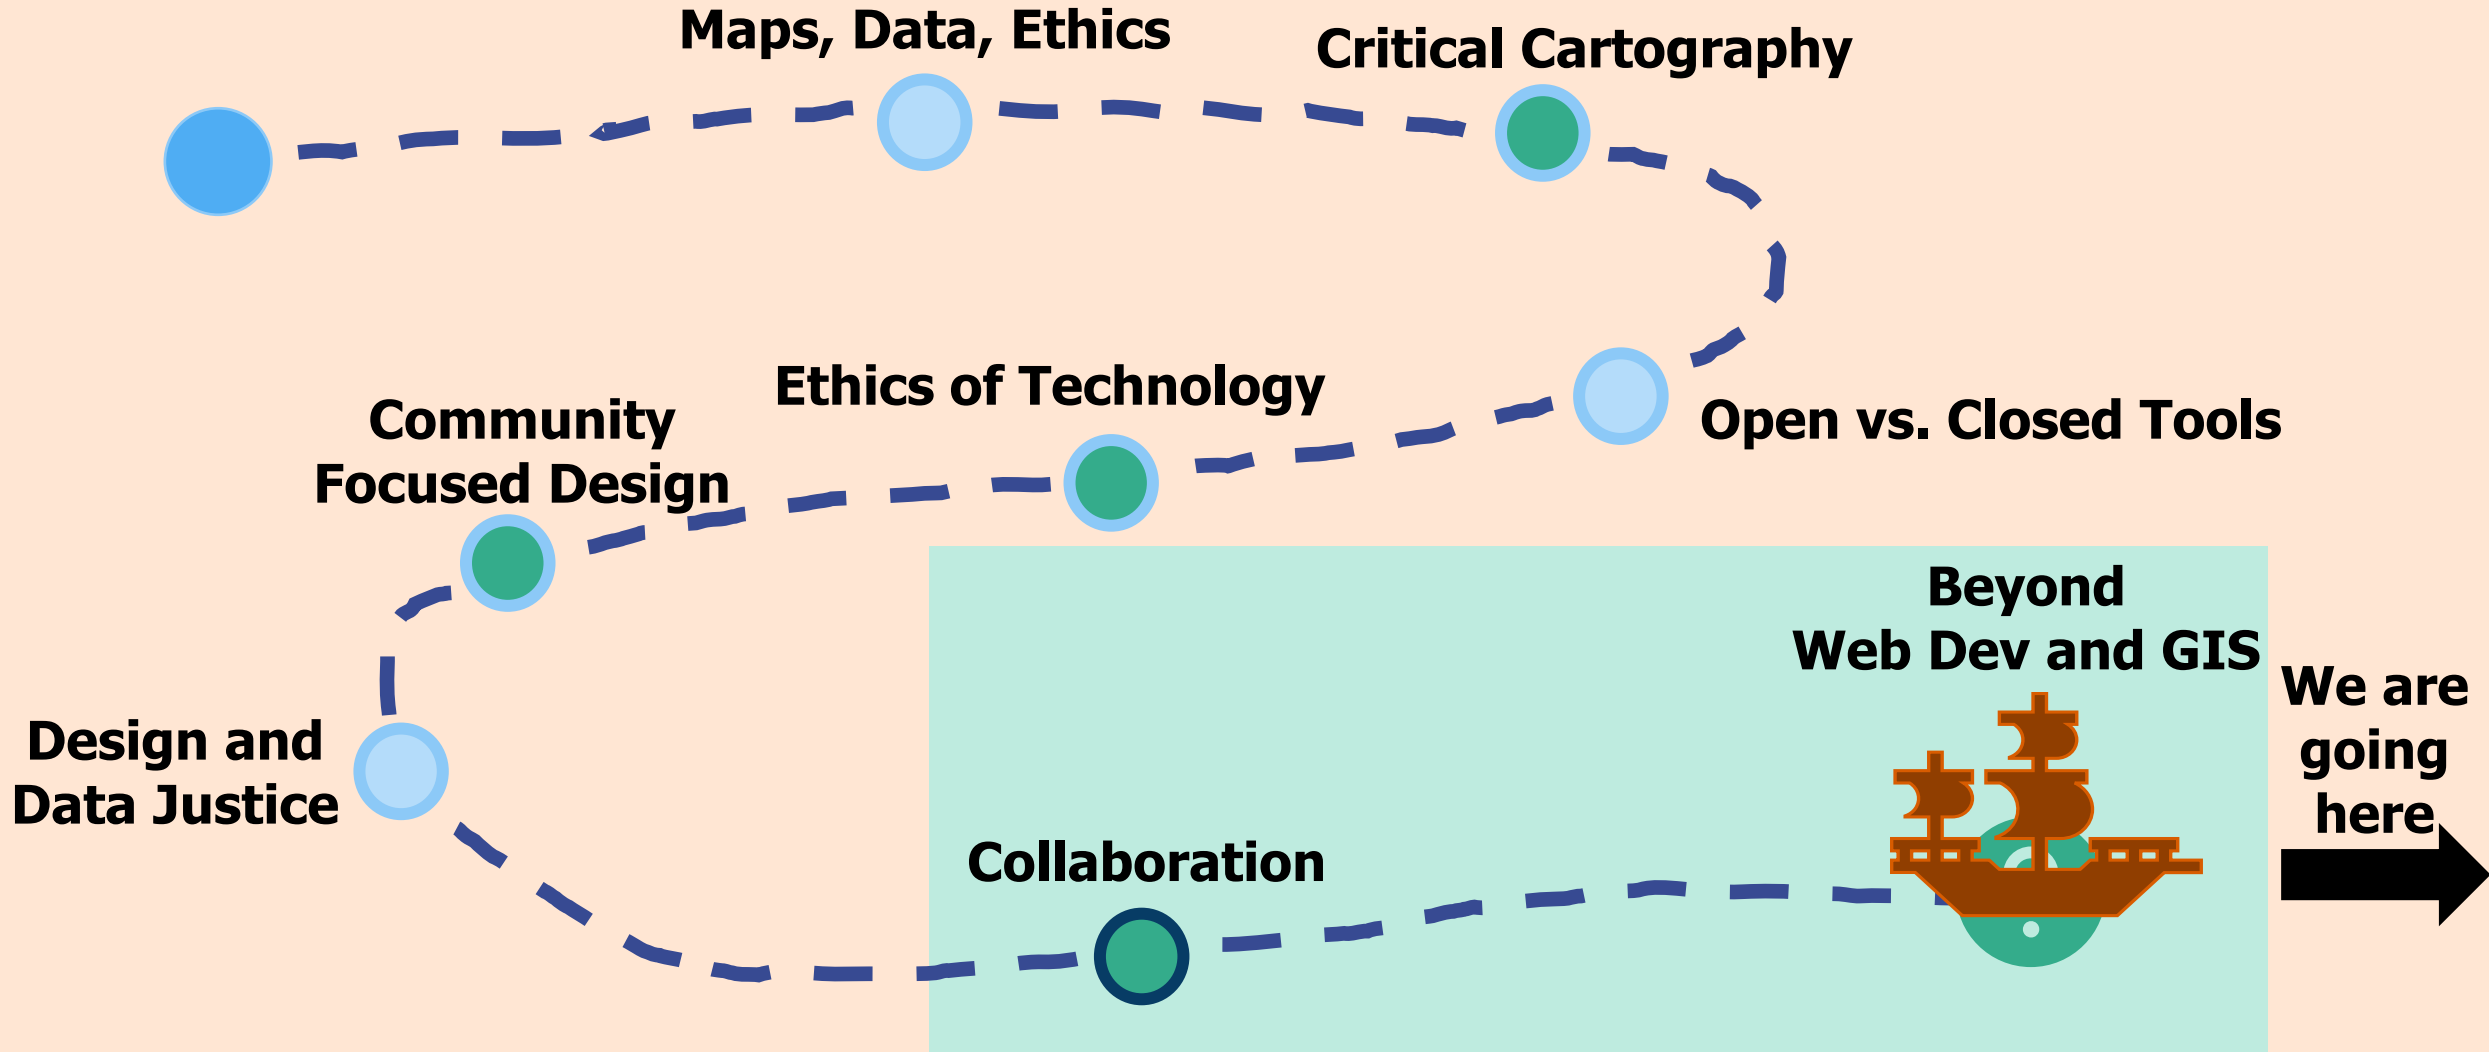 Maps, Data, Ethics
Critical Cartography
Open vs. Closed Tools
Ethics of Technology
Community
Focused Design
Design and
Data Justice
Collaboration
Beyond
Web Dev and GIS
We are
going
here